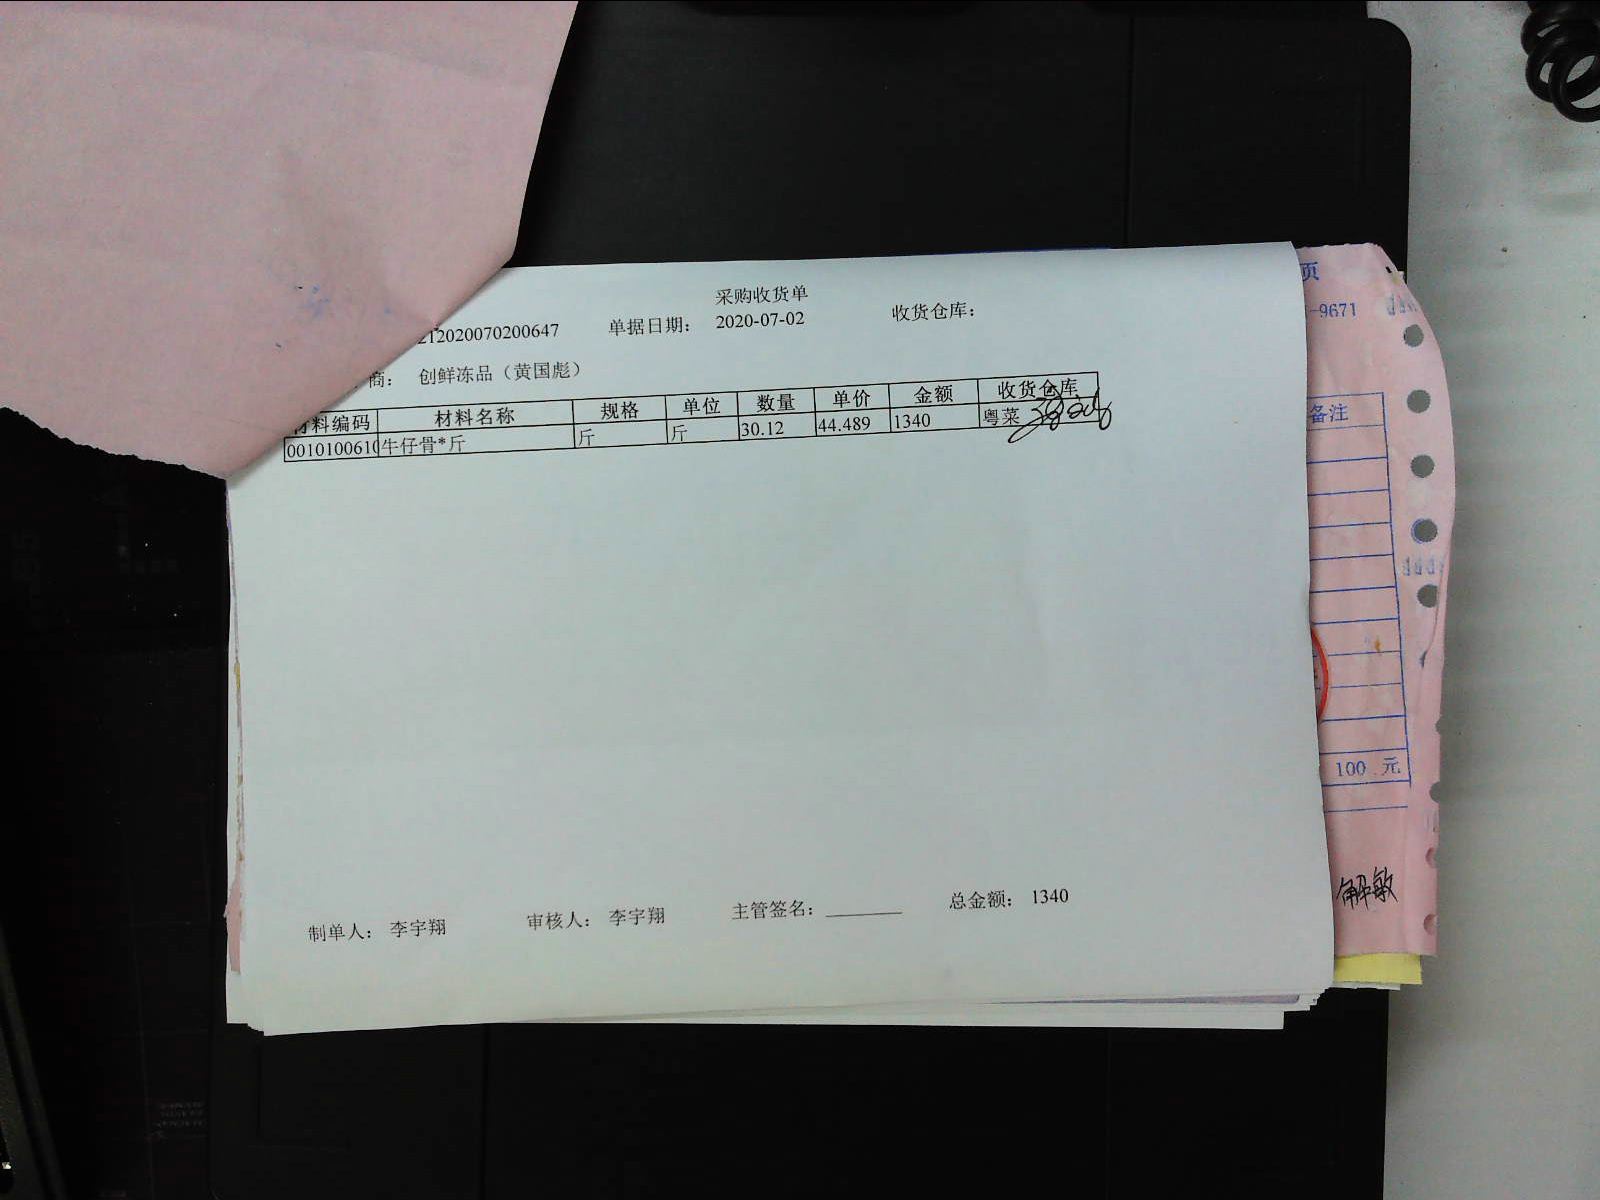 采购收货单
212020070200647 单据日期： 2020-07-02 收货仓库：
商： 创鲜冻品（黄国彪）
材料编码 材料名称 规格 单位 数量 单价 金额 收货仓库
0010100610 牛仔骨*斤 斤 斤 30.12 44.489 1340 粤菜
制单人： 李宇翔 审核人： 李宇翔 主管签名： 总金额： 1340
页
-9671
备注
100 元
解敏